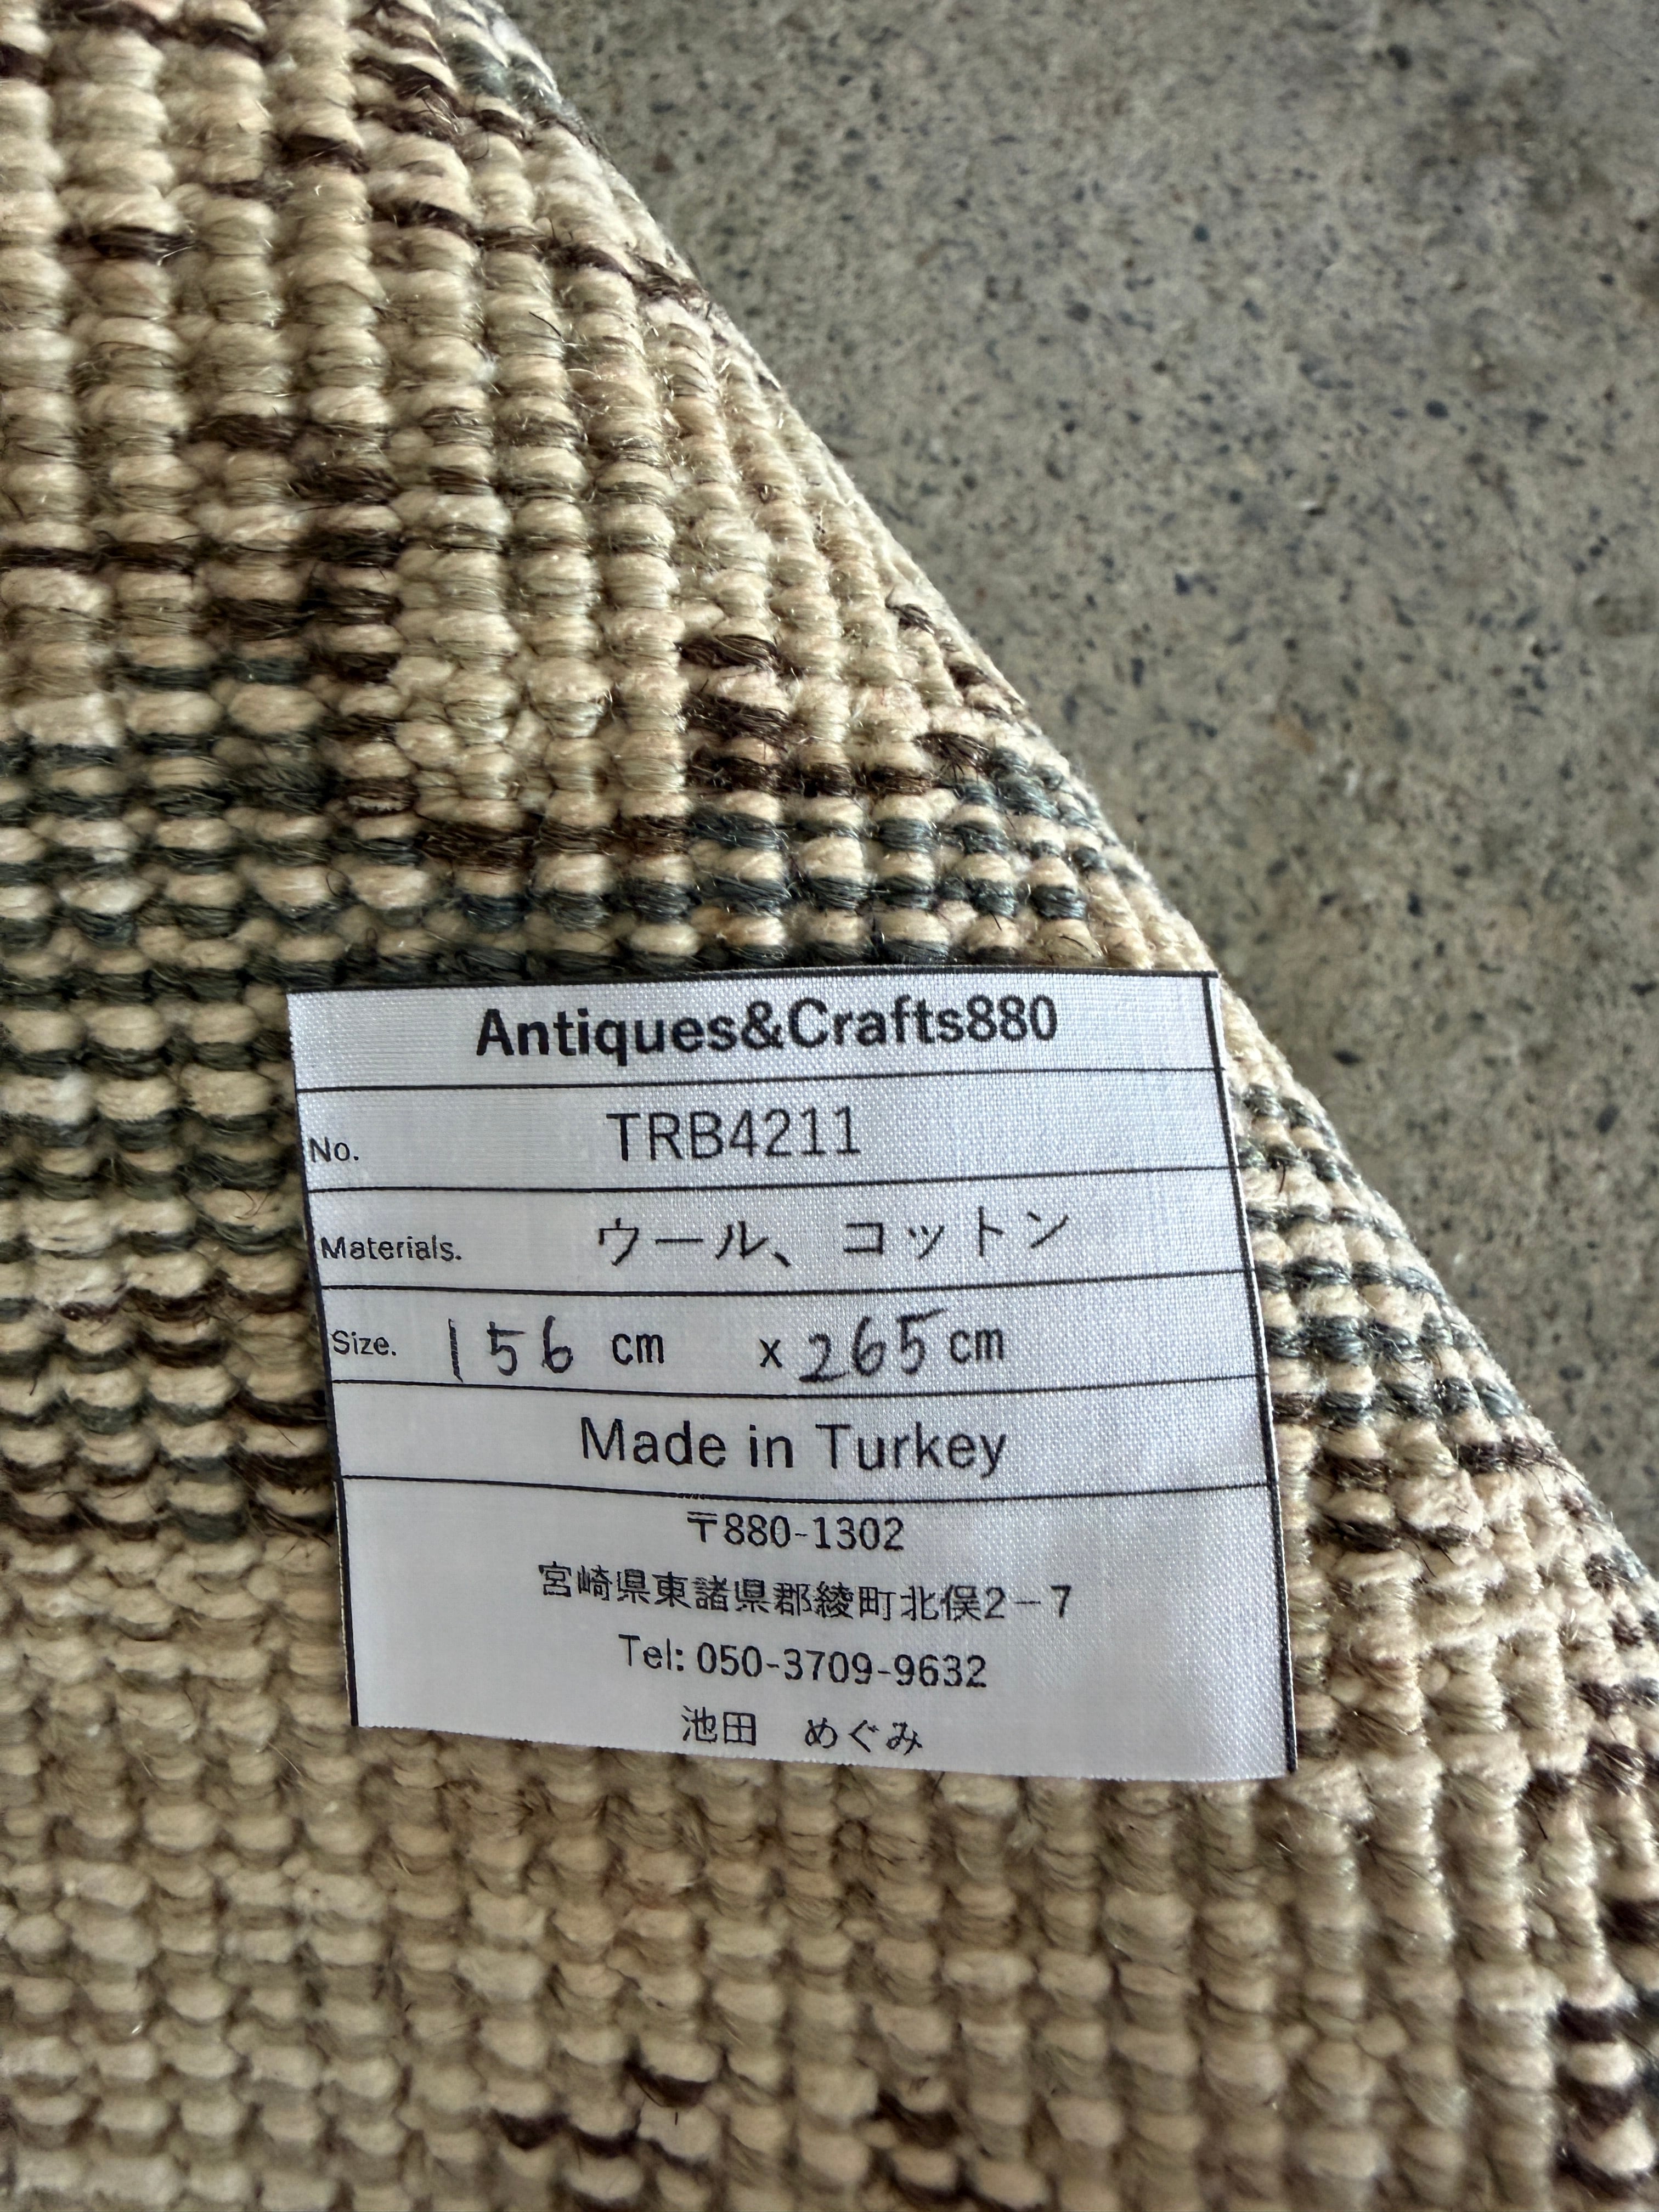 Antiques&Crafts880
No. TRB4211
Materials. ウール、コットン
Size. 156 cm x 265 cm
Made in Turkey
〒880-1302
宮崎県東諸県郡綾町北俣2－7
Tel: 050-3709-9632
池田　めぐみ